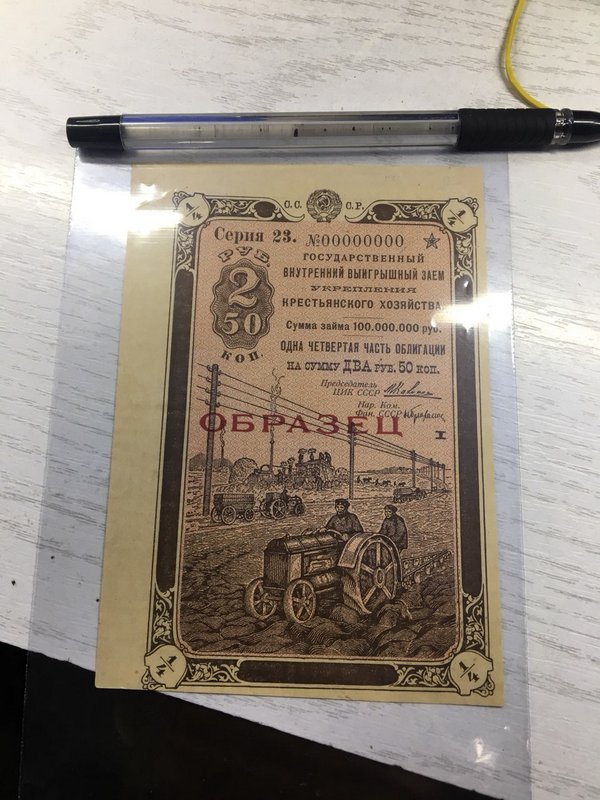 1/4 С.С. С.Р. 1/4
Серия 23. №00000000
РУБ.
2
50
КОП.
ГОСУДАРСТВЕННЫЙ
ВНУТРЕННИЙ ВЫИГРЫШНЫЙ ЗАЕМ
УКРЕПЛЕНИЯ
КРЕСТЬЯНСКОГО ХОЗЯЙСТВА
Сумма займа 100.000.000 руб.
ОДНА ЧЕТВЕРТАЯ ЧАСТЬ ОБЛИГАЦИИ
НА СУММУ ДВА РУБ. 50 КОП.
Председатель
ЦИК СССР
Нар. Ком.
Фин. СССР
ОБРАЗЕЦ
I
1/4 1/4